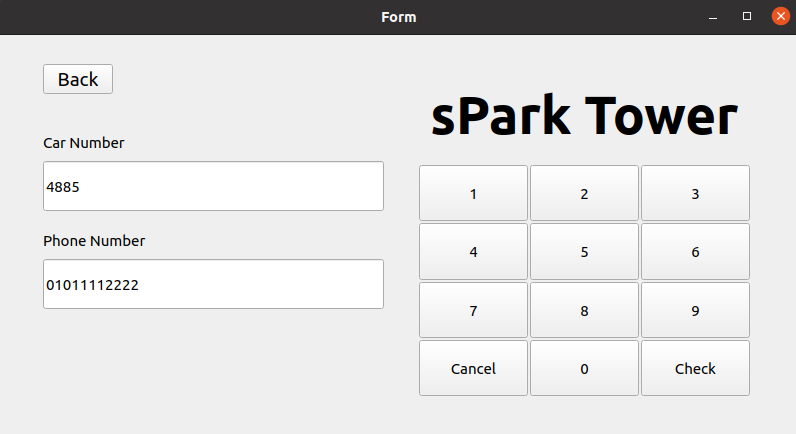 Form
Back
Car Number
4885
Phone Number
01011112222
sPark Tower
1 2 3
4 5 6
7 8 9
Cancel 0 Check